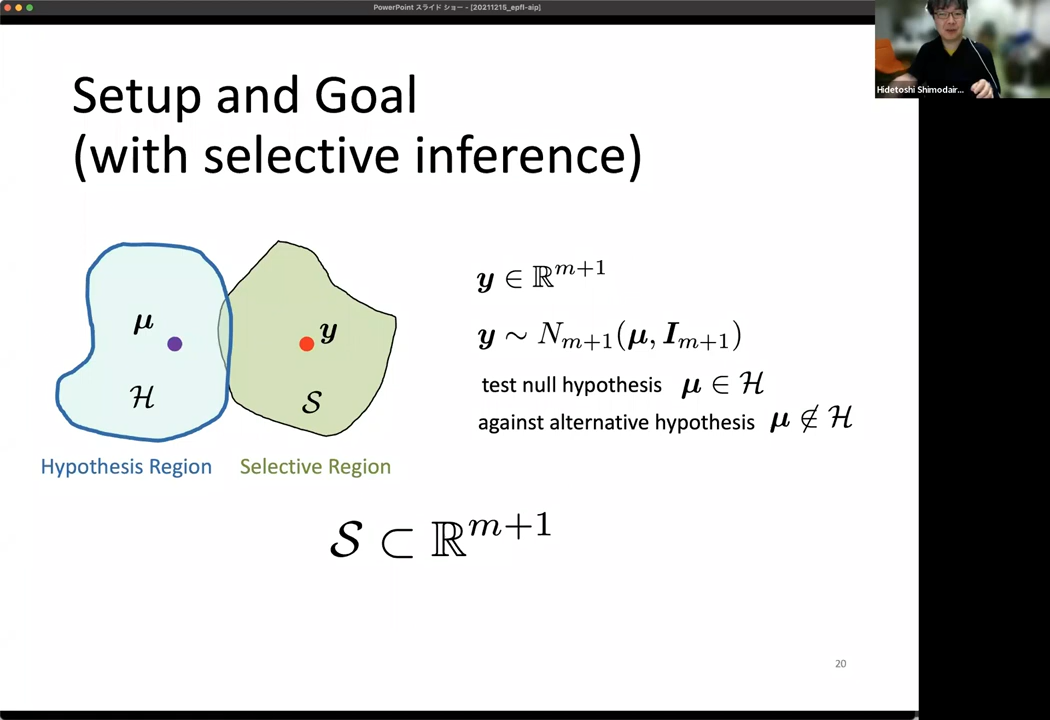 PowerPoint スライド ショー - [20211215_epfl-aip]
Hidetoshi Shimodair...
Setup and Goal
(with selective inference)
μ
y
H
S
Hypothesis Region
Selective Region
y ∈ ℝ^{m+1}
y ∼ N_{m+1}(μ, I_{m+1})
test null hypothesis μ ∈ H
against alternative hypothesis μ ∉ H
S ⊂ ℝ^{m+1}
20